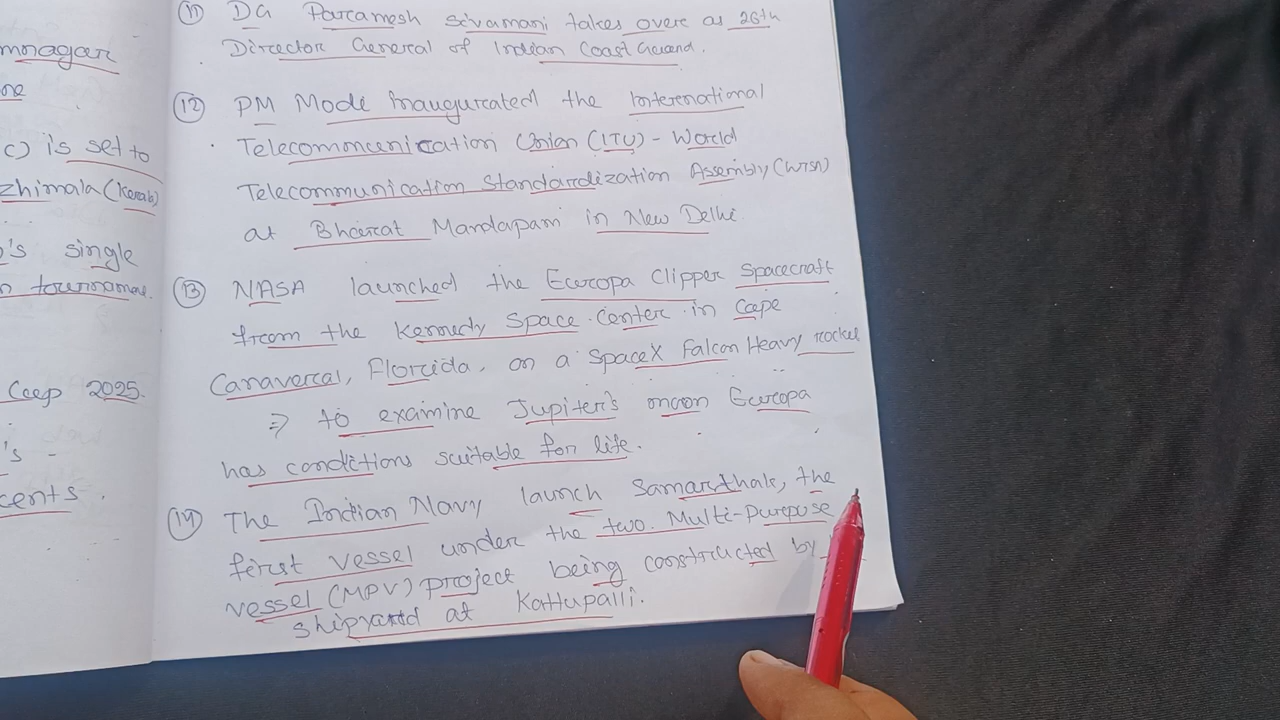 mnagar
ne
c) is set to
zhimala (Kerala)
's single
n tournament.
Cup 2025.
's -
cents.
⑪ DG Paramesh Sivamani takes over as 26th
Director General of Indian Coast Guard.
⑫ PM Modi inaugurated the International
Telecommunication Union (ITU) - World
Telecommunication Standardization Assembly (WTSA)
at Bharat Mandapam in New Delhi
⑬ NASA launched the Europa Clipper Spacecraft
from the Kennedy Space Center in Cape
Canaveral, Florida, on a SpaceX Falcon Heavy rocket
⇒ to examine Jupiter's moon Europa
has conditions suitable for life.
⑭ The Indian Navy launch Samarthak, the
first vessel under the two Multi-Purpose
vessel (MPV) project being constructed by
shipyard at Kattupalli.